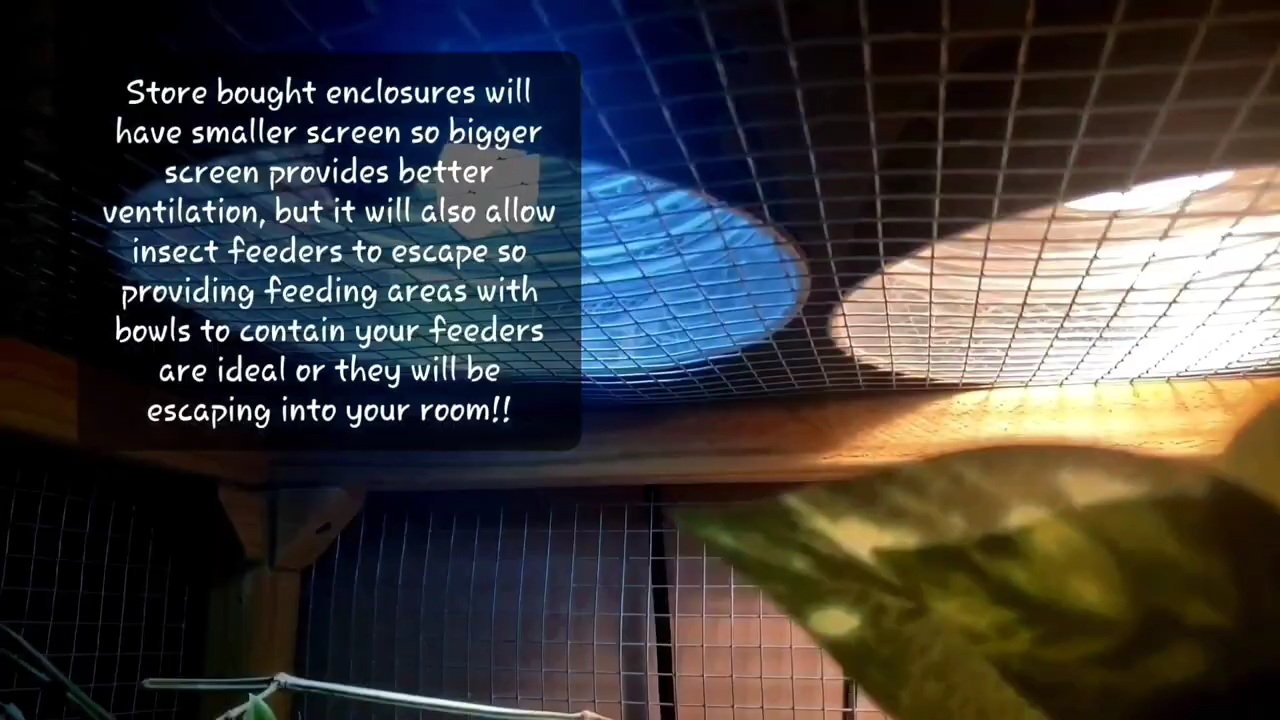 Store bought enclosures will
have smaller screen so bigger
screen provides better
ventilation, but it will also allow
insect feeders to escape so
providing feeding areas with
bowls to contain your feeders
are ideal or they will be
escaping into your room!!